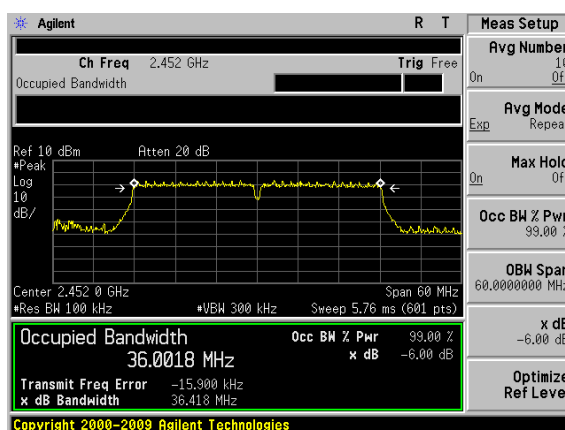 Agilent R T Meas Setup
Ch Freq 2.452 GHz Trig Free
Occupied Bandwidth
Ref 10 dBm Atten 20 dB
#Peak
Log
10
dB/
Center 2.452 0 GHz Span 60 MHz
#Res BW 100 kHz #VBW 300 kHz Sweep 5.76 ms (601 pts)
Occupied Bandwidth Occ BW % Pwr 99.00 %
36.0018 MHz x dB -6.00 dB
Transmit Freq Error -15.900 kHz
x dB Bandwidth 36.418 MHz
Copyright 2000-2009 Agilent Technologies
Avg Number
10
On Of
Avg Mode
Exp Repea
Max Hold
On Of
Occ BW % Pwr
99.00 %
OBW Span
60.0000000 MHz
x dB
-6.00 dB
Optimize
Ref Leve